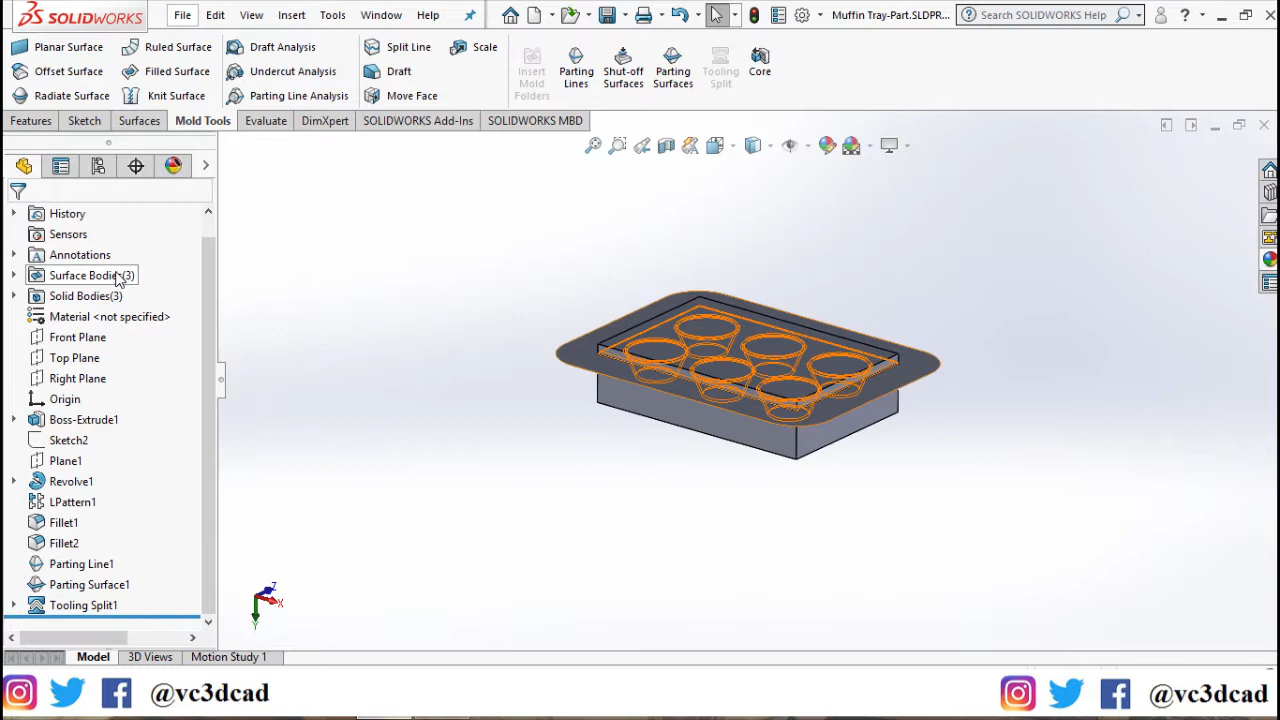 SOLIDWORKS File Edit View Insert Tools Window Help Muffin Tray-Part.SLDPR... Search SOLIDWORKS Help ?
Planar Surface Ruled Surface Draft Analysis Split Line Scale
Offset Surface Filled Surface Undercut Analysis Draft
Radiate Surface Knit Surface Parting Line Analysis Move Face
Insert Mold Folders
Parting Lines
Shut-off Surfaces
Parting Surfaces
Tooling Split
Core
Features Sketch Surfaces Mold Tools Evaluate DimXpert SOLIDWORKS Add-Ins SOLIDWORKS MBD
History
Sensors
Annotations
Surface Bodies(3)
Solid Bodies(3)
Material <not specified>
Front Plane
Top Plane
Right Plane
Origin
Boss-Extrude1
Sketch2
Plane1
Revolve1
LPattern1
Fillet1
Fillet2
Parting Line1
Parting Surface1
Tooling Split1
Z
X
Y
Model 3D Views Motion Study 1
@vc3dcad @vc3dcad